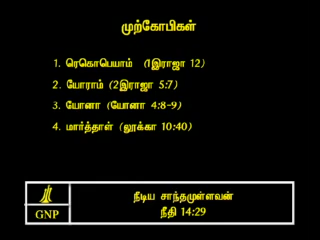 முற்கோபிகள்
1. ரெகொபெயாம் (1இராஜா 12)
2. யோராம் (2இராஜா 5:7)
3. யோனா (யோனா 4:8-9)
4. மார்த்தாள் (லூக்கா 10:40)
GNP
நீடிய சாந்தமுள்ளவன்
நீதி 14:29